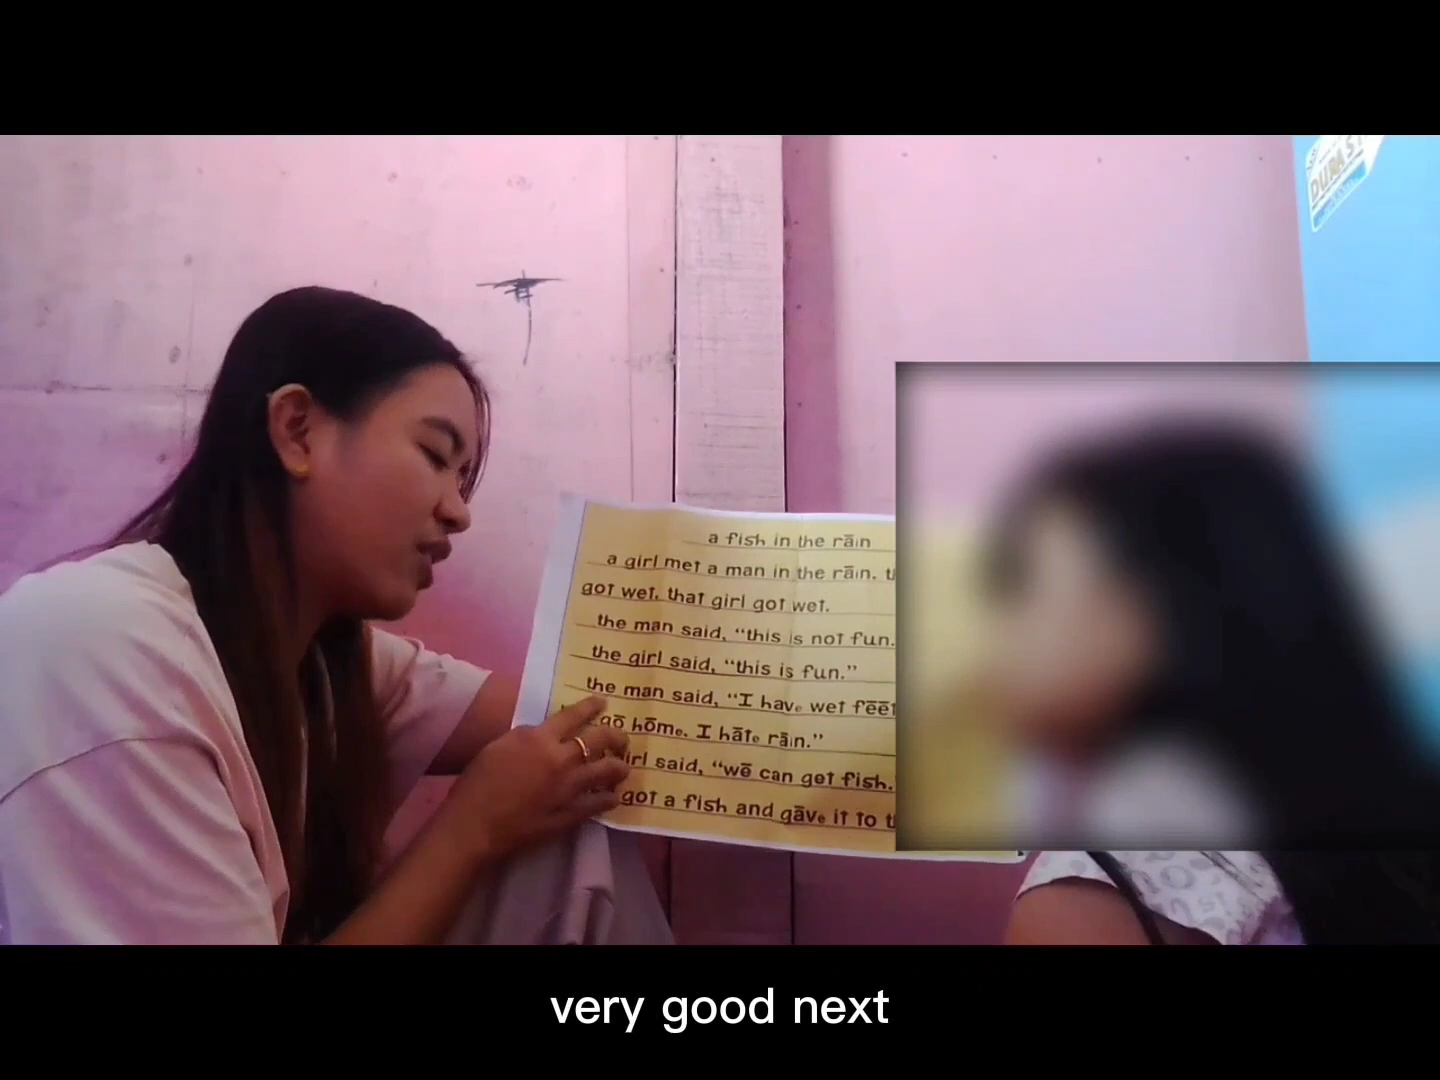 DURAST
a fish in the rāin
a girl met a man in the rāin.
got wet. that girl got wet.
the man said, “this is not fun.
the girl said, “this is fun.”
the man said, “I have wet fēēt
gō hōme. I hāte rāin.”
said, “wē can get fish.
got a fish and gāve it to
very good next